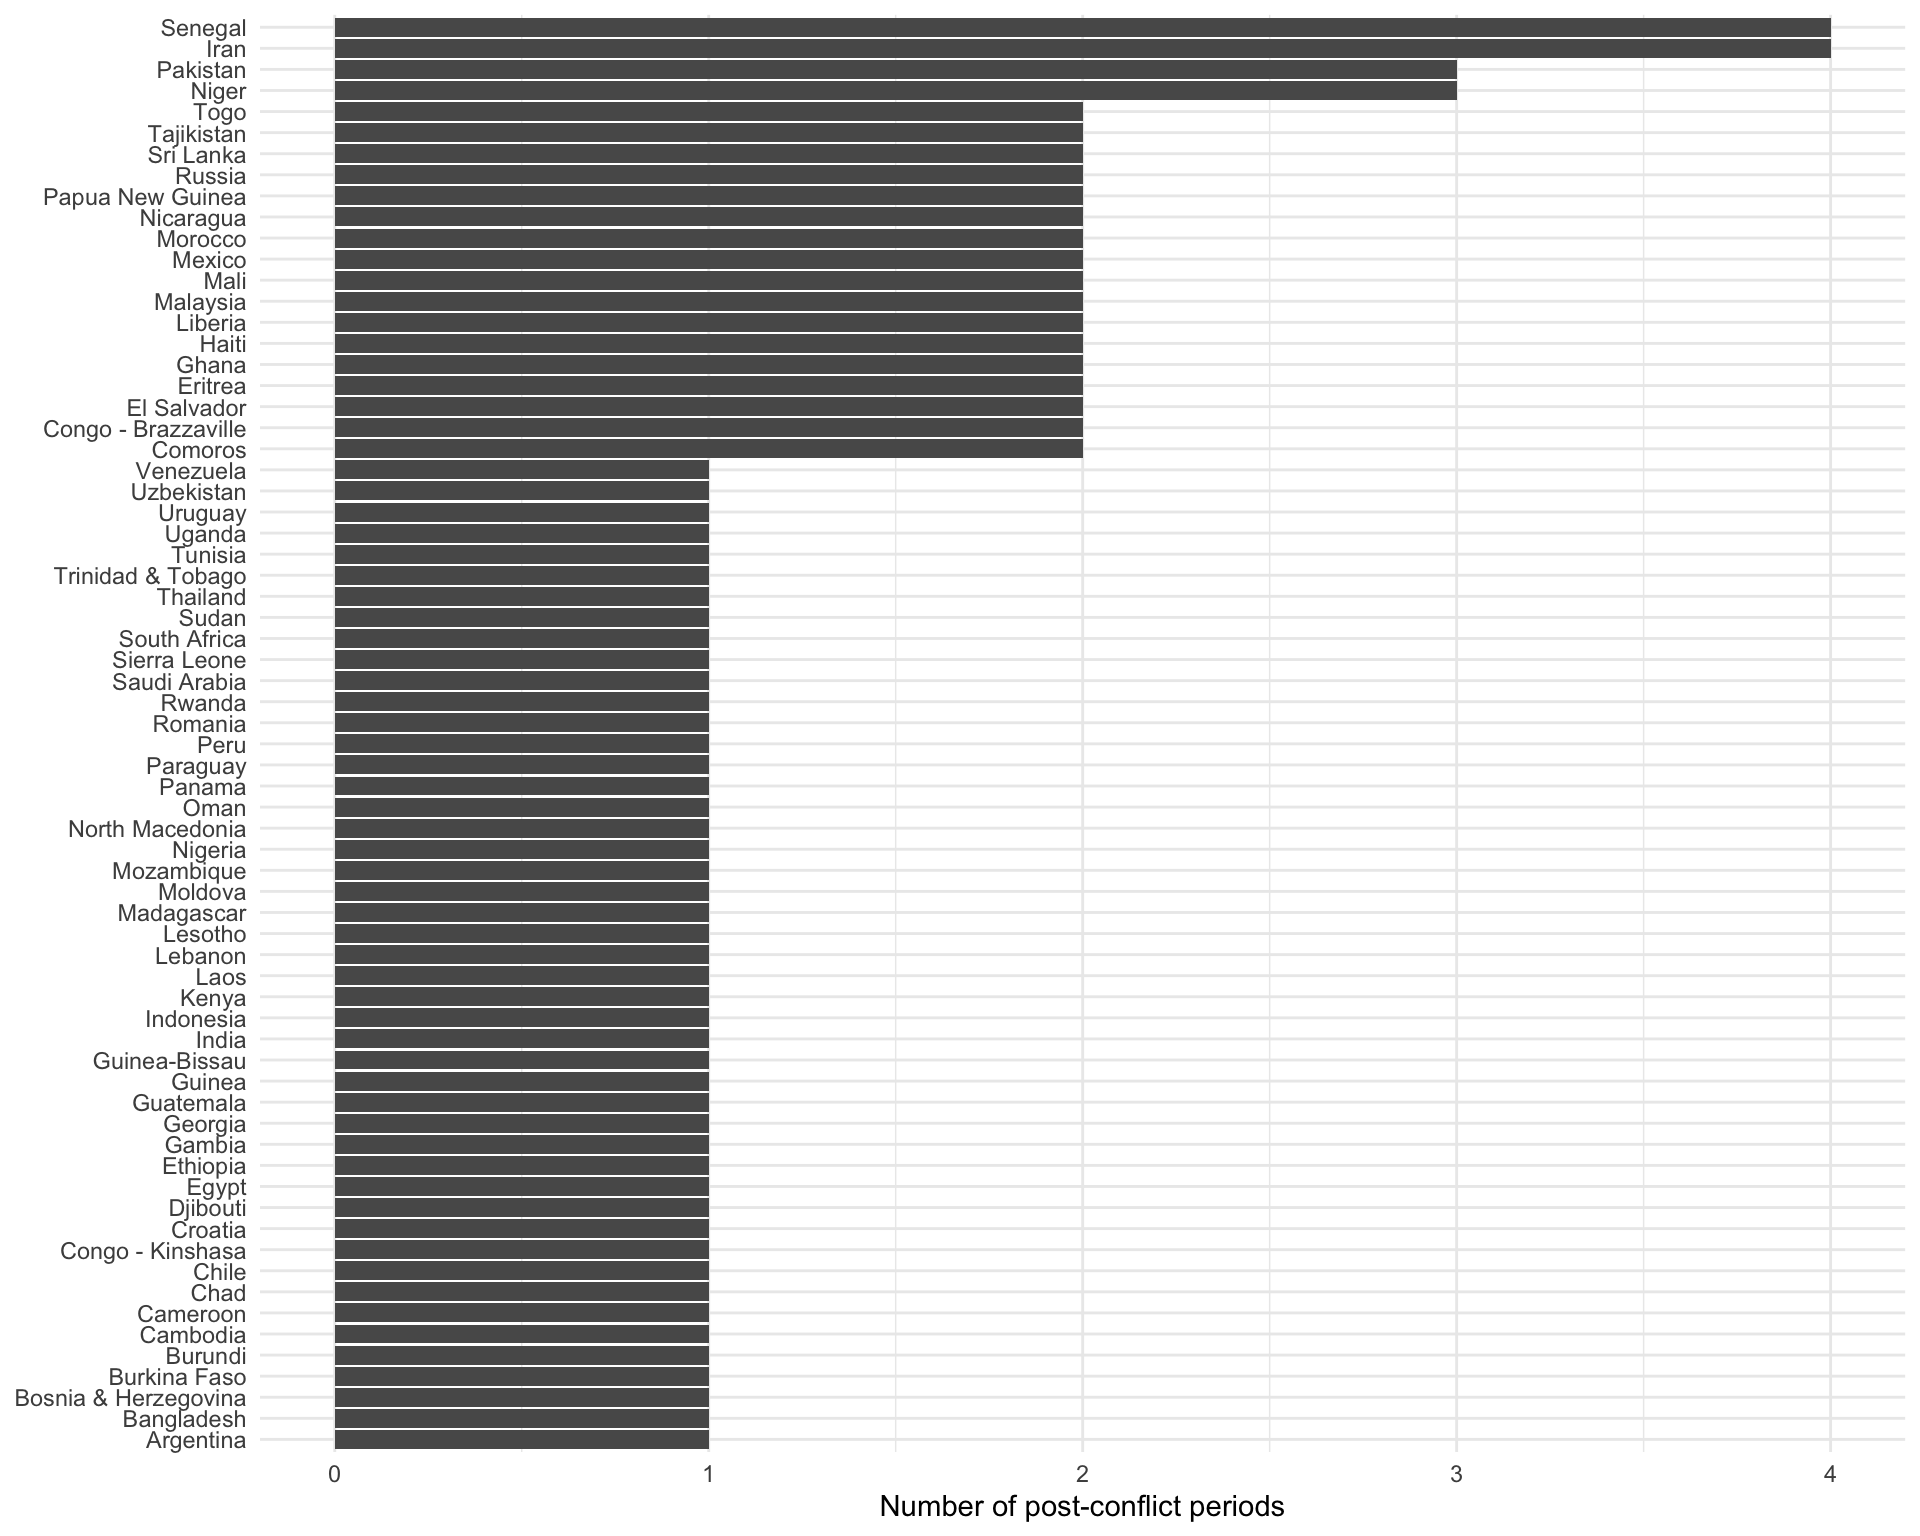 Senegal
Iran
Pakistan
Niger
Togo
Tajikistan
Sri Lanka
Russia
Papua New Guinea
Nicaragua
Morocco
Mexico
Mali
Malaysia
Liberia
Haiti
Ghana
Eritrea
El Salvador
Congo - Brazzaville
Comoros
Venezuela
Uzbekistan
Uruguay
Uganda
Tunisia
Trinidad & Tobago
Thailand
Sudan
South Africa
Sierra Leone
Saudi Arabia
Rwanda
Romania
Peru
Paraguay
Panama
Oman
North Macedonia
Nigeria
Mozambique
Moldova
Madagascar
Lesotho
Lebanon
Laos
Kenya
Indonesia
India
Guinea-Bissau
Guinea
Guatemala
Georgia
Gambia
Ethiopia
Egypt
Djibouti
Croatia
Congo - Kinshasa
Chile
Chad
Cameroon
Cambodia
Burundi
Burkina Faso
Bosnia & Herzegovina
Bangladesh
Argentina
0 1 2 3 4
Number of post-conflict periods